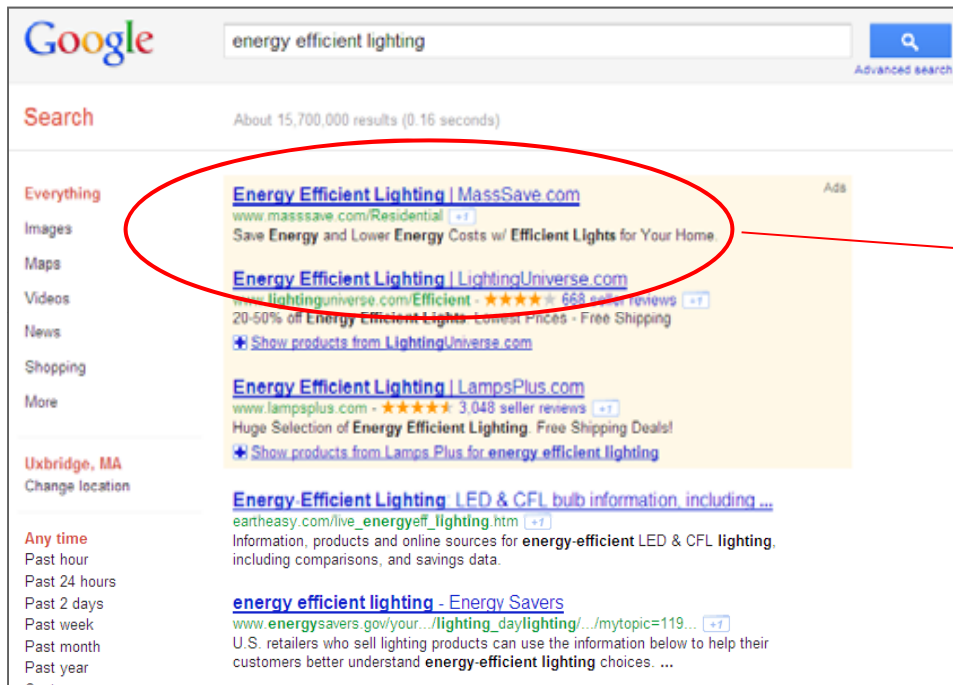 Google
energy efficient lighting
Advanced search
Search
About 15,700,000 results (0.16 seconds)
Everything
Images
Maps
Videos
News
Shopping
More
Uxbridge, MA
Change location
Any time
Past hour
Past 24 hours
Past 2 days
Past week
Past month
Past year
Ads
Energy Efficient Lighting | MassSave.com
www.masssave.com/Residential +1
Save Energy and Lower Energy Costs w/ Efficient Lights for Your Home.
Energy Efficient Lighting | LightingUniverse.com
www.lightinguniverse.com/Efficient - ★★★★★ 668 seller reviews +1
20-50% off Energy Efficient Lights. Lowest Prices - Free Shipping
Show products from LightingUniverse.com
Energy Efficient Lighting | LampsPlus.com
www.lampsplus.com - ★★★★★ 3,048 seller reviews +1
Huge Selection of Energy Efficient Lighting. Free Shipping Deals!
Show products from Lamps Plus for energy efficient lighting
Energy-Efficient Lighting: LED & CFL bulb information, including ...
eartheasy.com/live_energyeff_lighting.htm +1
Information, products and online sources for energy-efficient LED & CFL lighting,
including comparisons, and savings data.
energy efficient lighting - Energy Savers
www.energysavers.gov/your.../lighting_daylighting/.../mytopic=119... +1
U.S. retailers who sell lighting products can use the information below to help their
customers better understand energy-efficient lighting choices. ...